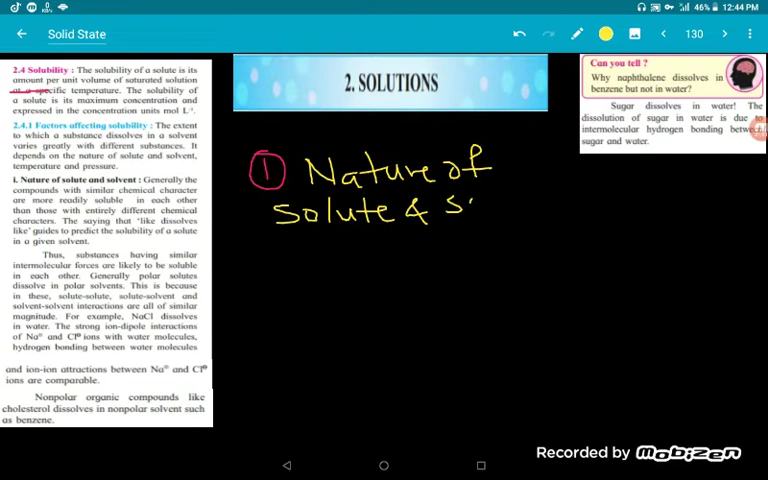 46% 12:44 PM
Solid State
130
2.4 Solubility : The solubility of a solute is its
amount per unit volume of saturated solution
at a specific temperature. The solubility of
a solute is its maximum concentration and
expressed in the concentration units mol L⁻¹.
2.4.1 Factors affecting solubility : The extent
to which a substance dissolves in a solvent
varies greatly with different substances. It
depends on the nature of solute and solvent,
temperature and pressure.
i. Nature of solute and solvent : Generally the
compounds with similar chemical character
are more readily soluble in each other
than those with entirely different chemical
characters. The saying that 'like dissolves
like' guides to predict the solubility of a solute
in a given solvent.
Thus, substances having similar
intermolecular forces are likely to be soluble
in each other. Generally polar solutes
dissolve in polar solvents. This is because
in these, solute-solute, solute-solvent and
solvent-solvent interactions are all of similar
magnitude. For example, NaCl dissolves
in water. The strong ion-dipole interactions
of Na⊕ and Cl⊖ ions with water molecules,
hydrogen bonding between water molecules
and ion-ion attractions between Na⊕ and Cl⊖
ions are comparable.
Nonpolar organic compounds like
cholesterol dissolves in nonpolar solvent such
as benzene.
2. SOLUTIONS
① Nature of
solute & s
Can you tell ?
Why naphthalene dissolves in
benzene but not in water?
Sugar dissolves in water! The
dissolution of sugar in water is due to
intermolecular hydrogen bonding between
sugar and water.
Recorded by Mobizen